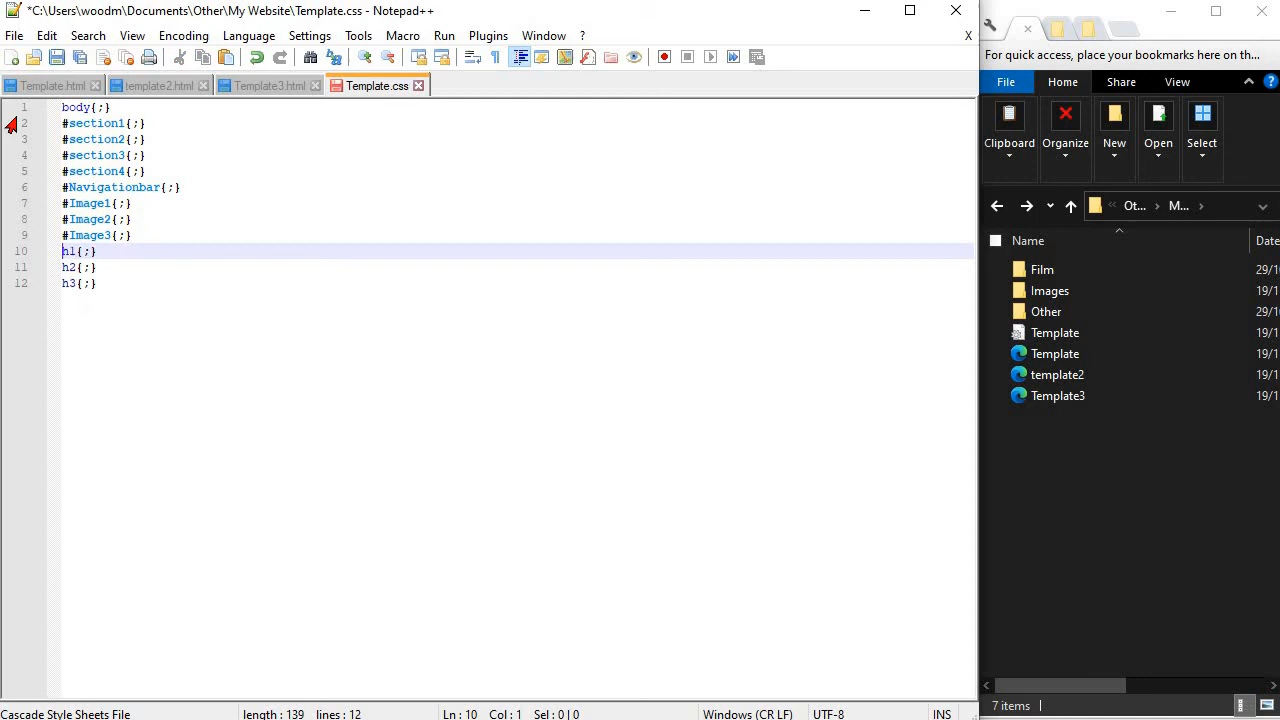 *C:\Users\woodm\Documents\Other\My Website\Template.css - Notepad++
File Edit Search View Encoding Language Settings Tools Macro Run Plugins Window ? X
Template.html template2.html Template3.html Template.css
1 body{;}
2 #section1{;}
3 #section2{;}
4 #section3{;}
5 #section4{;}
6 #Navigationbar{;}
7 #Image1{;}
8 #Image2{;}
9 #Image3{;}
10 h1{;}
11 h2{;}
12 h3{;}
Cascade Style Sheets File length : 139 lines : 12 Ln : 10 Col : 1 Sel : 0 | 0 Windows (CR LF) UTF-8 INS
For quick access, place your bookmarks here on th...
File Home Share View
Clipboard Organize New Open Select
Ot... M...
Name Date
Film 29/1
Images 19/1
Other 29/1
Template 19/1
Template 19/1
template2 19/1
Template3 19/1
7 items